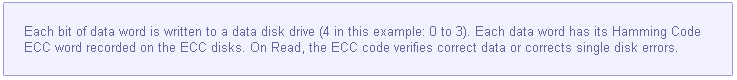 Each bit of data word is written to a data disk drive (4 in this example: 0 to 3). Each data word has its Hamming Code
ECC word recorded on the ECC disks. On Read, the ECC code verifies correct data or corrects single disk errors.